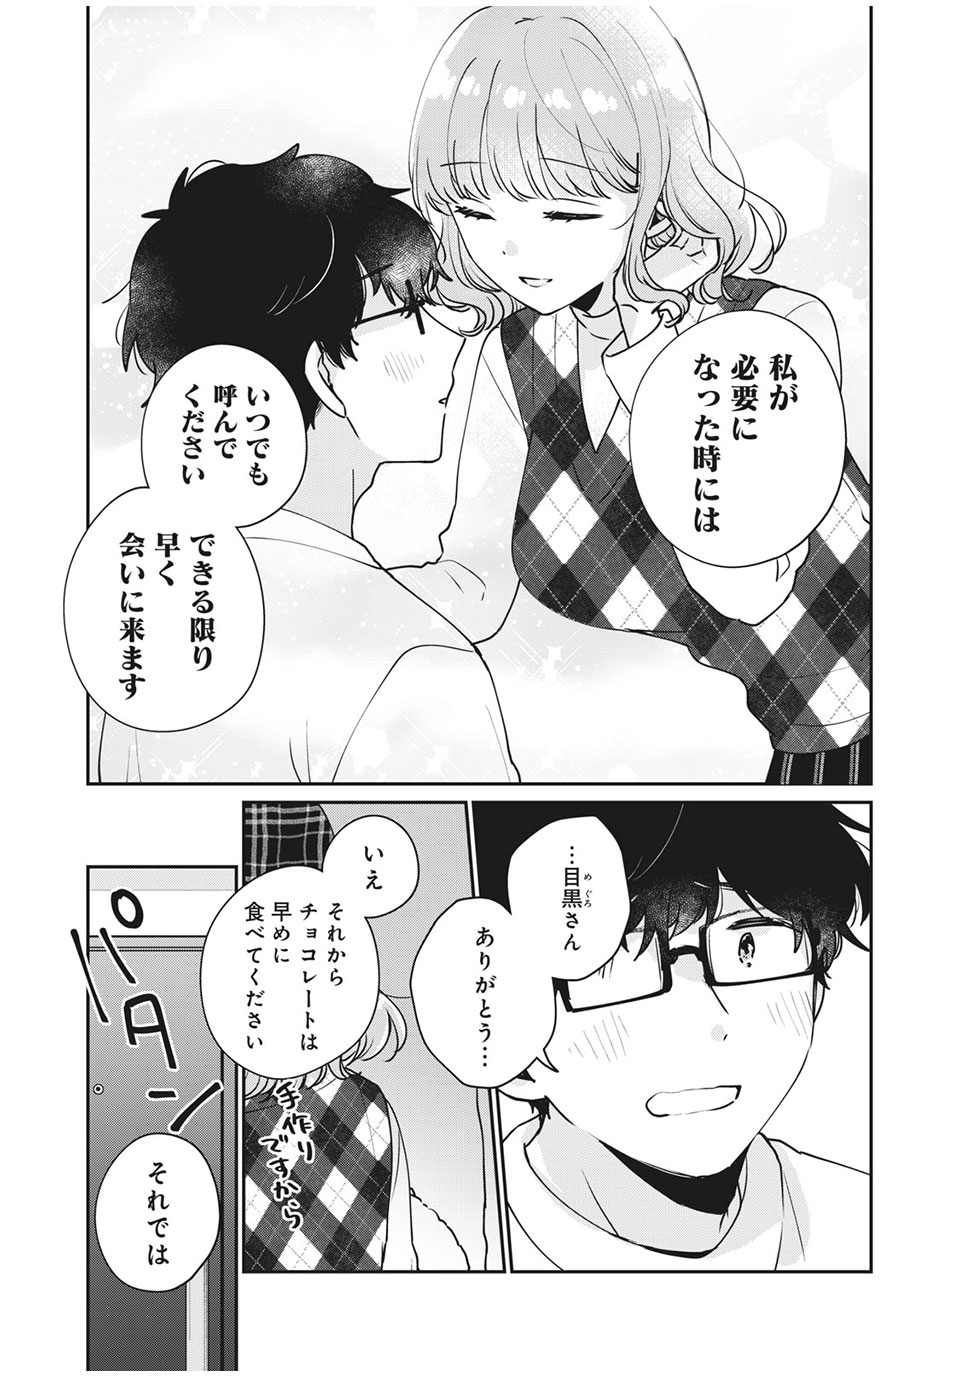 私が
必要に
なった時には
いつでも
呼んで
ください
できる限り
早く
会いに来ます
…目黒さん
めぐろ
ありがとう…
いえ
それから
チョコレートは
早めに
食べてください
手作り
ですから
パタン
それでは